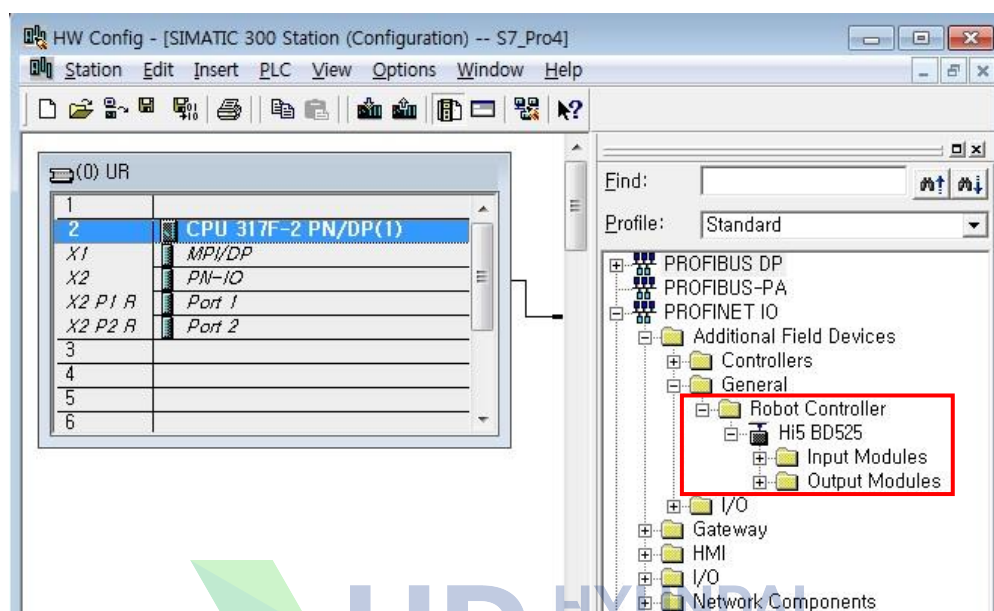 HW Config - [SIMATIC 300 Station (Configuration) -- S7_Pro4]
Station Edit Insert PLC View Options Window Help
(0) UR
1
2 CPU 317F-2 PN/DP(1)
X1 MPI/DP
X2 PN-IO
X2 P1 R Port 1
X2 P2 R Port 2
3
4
5
6
Find:
Profile: Standard
PROFIBUS DP
PROFIBUS-PA
PROFINET IO
Additional Field Devices
Controllers
General
Robot Controller
Hi5 BD525
Input Modules
Output Modules
I/O
Gateway
HMI
I/O
Network Components
HD HYUNDAI